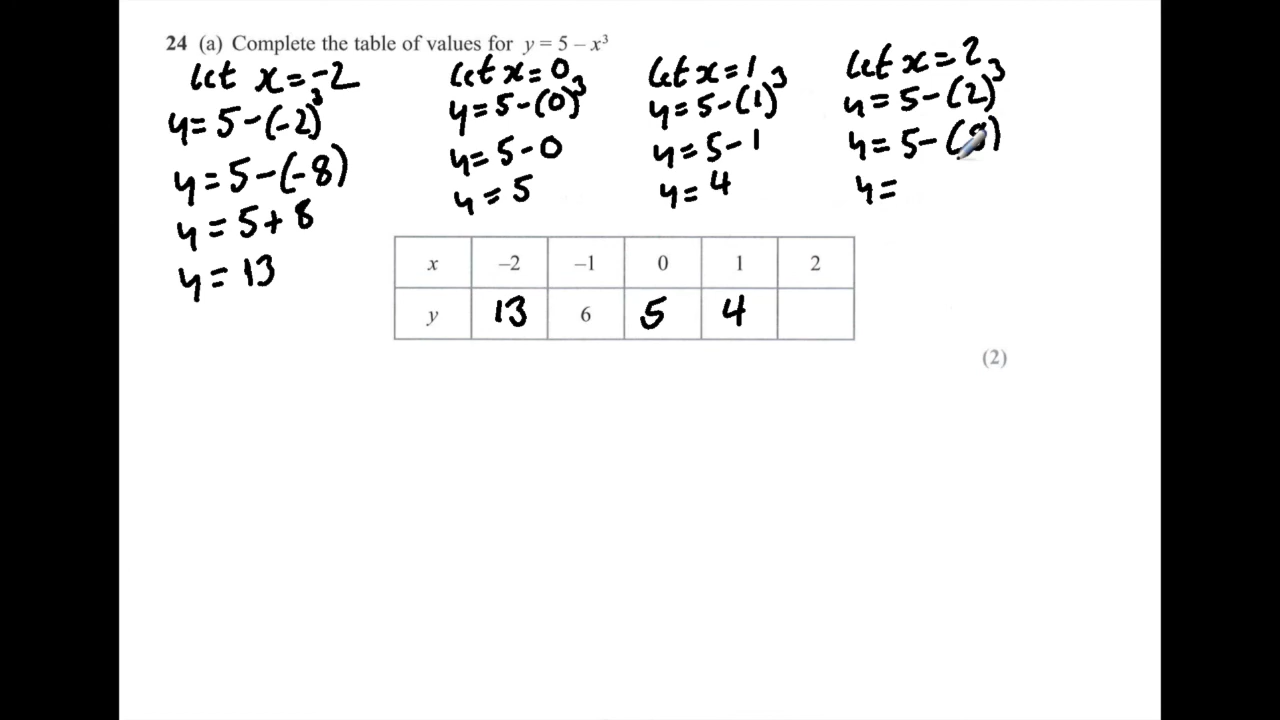 24 (a) Complete the table of values for y = 5 – x³
let x = -2
y = 5 - (-2)³
y = 5 - (-8)
y = 5 + 8
y = 13
let x = 0
y = 5 - (0)³
y = 5 - 0
y = 5
let x = 1
y = 5 - (1)³
y = 5 - 1
y = 4
let x = 2
y = 5 - (2)³
y = 5 - (8)
y =
x –2 –1 0 1 2
y 13 6 5 4
(2)